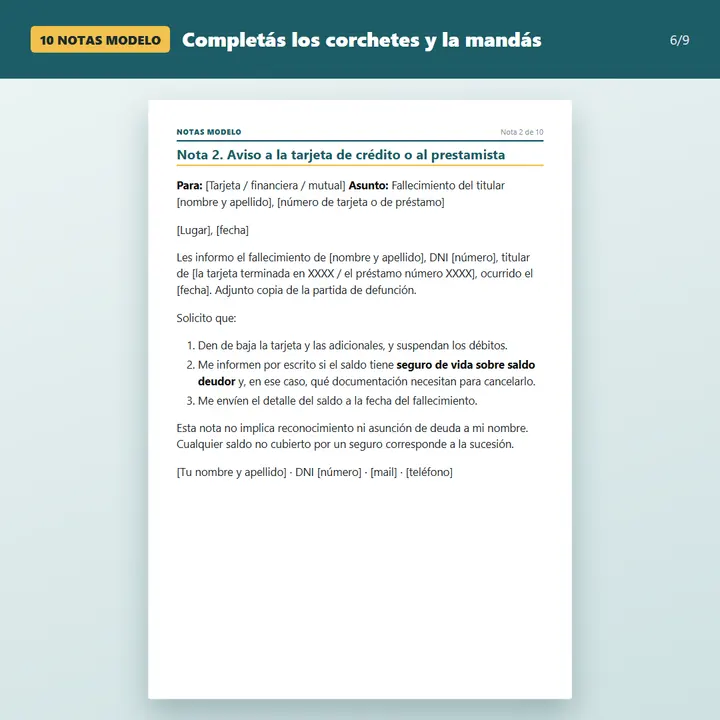 10 NOTAS MODELO
Completás los corchetes y la mandás
6/9
NOTAS MODELO
Nota 2 de 10
Nota 2. Aviso a la tarjeta de crédito o al prestamista
Para: [Tarjeta / financiera / mutual] Asunto: Fallecimiento del titular
[nombre y apellido], [número de tarjeta o de préstamo]
[Lugar], [fecha]
Les informo el fallecimiento de [nombre y apellido], DNI [número], titular
de [la tarjeta terminada en XXXX / el préstamo número XXXX], ocurrido el
[fecha]. Adjunto copia de la partida de defunción.
Solicito que:
1. Den de baja la tarjeta y las adicionales, y suspendan los débitos.
2. Me informen por escrito si el saldo tiene seguro de vida sobre saldo
deudor y, en ese caso, qué documentación necesitan para cancelarlo.
3. Me envíen el detalle del saldo a la fecha del fallecimiento.
Esta nota no implica reconocimiento ni asunción de deuda a mi nombre.
Cualquier saldo no cubierto por un seguro corresponde a la sucesión.
[Tu nombre y apellido] · DNI [número] · [mail] · [teléfono]